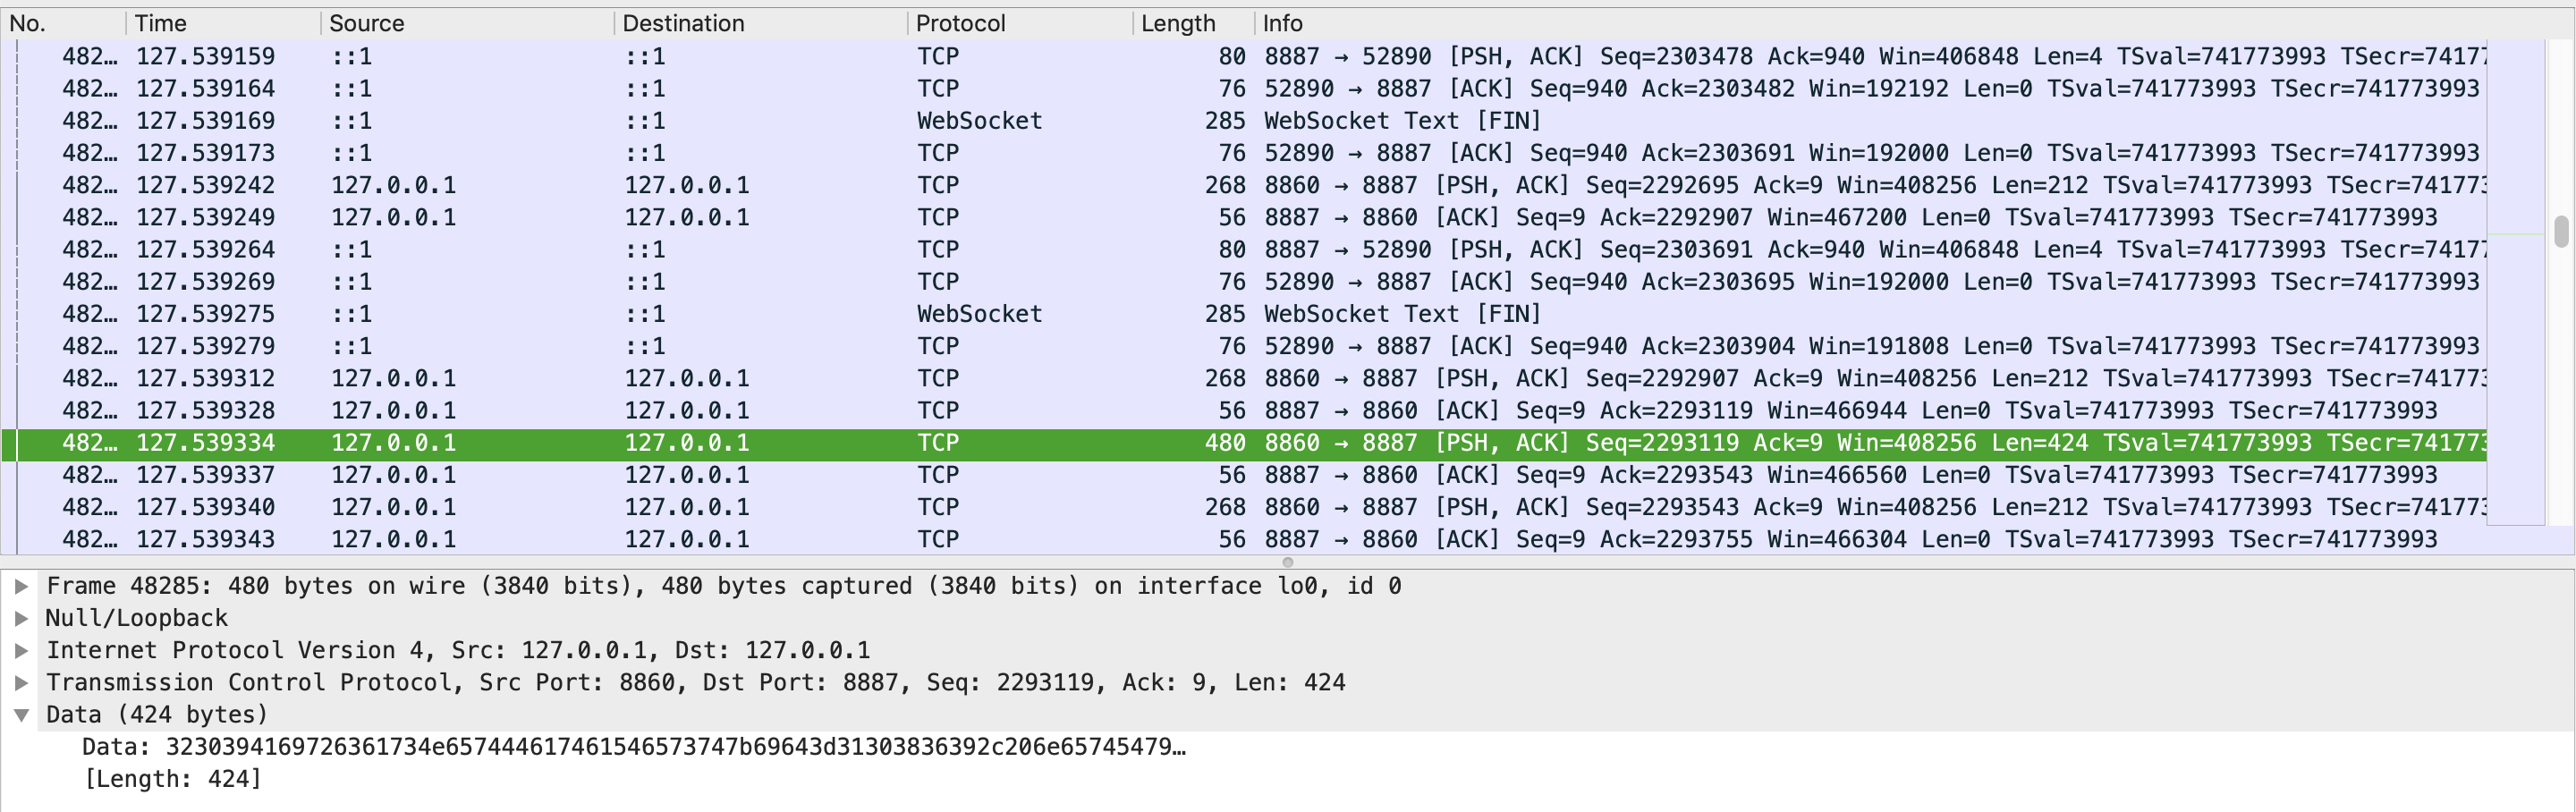 No. Time Source Destination Protocol Length Info
482… 127.539159 ::1 ::1 TCP 80 8887 → 52890 [PSH, ACK] Seq=2303478 Ack=940 Win=406848 Len=4 TSval=741773993 TSecr=7417
482… 127.539164 ::1 ::1 TCP 76 52890 → 8887 [ACK] Seq=940 Ack=2303482 Win=192192 Len=0 TSval=741773993 TSecr=741773993
482… 127.539169 ::1 ::1 WebSocket 285 WebSocket Text [FIN]
482… 127.539173 ::1 ::1 TCP 76 52890 → 8887 [ACK] Seq=940 Ack=2303691 Win=192000 Len=0 TSval=741773993 TSecr=741773993
482… 127.539242 127.0.0.1 127.0.0.1 TCP 268 8860 → 8887 [PSH, ACK] Seq=2292695 Ack=9 Win=408256 Len=212 TSval=741773993 TSecr=741773
482… 127.539249 127.0.0.1 127.0.0.1 TCP 56 8887 → 8860 [ACK] Seq=9 Ack=2292907 Win=467200 Len=0 TSval=741773993 TSecr=741773993
482… 127.539264 ::1 ::1 TCP 80 8887 → 52890 [PSH, ACK] Seq=2303691 Ack=940 Win=406848 Len=4 TSval=741773993 TSecr=7417
482… 127.539269 ::1 ::1 TCP 76 52890 → 8887 [ACK] Seq=940 Ack=2303695 Win=192000 Len=0 TSval=741773993 TSecr=741773993
482… 127.539275 ::1 ::1 WebSocket 285 WebSocket Text [FIN]
482… 127.539279 ::1 ::1 TCP 76 52890 → 8887 [ACK] Seq=940 Ack=2303904 Win=191808 Len=0 TSval=741773993 TSecr=741773993
482… 127.539312 127.0.0.1 127.0.0.1 TCP 268 8860 → 8887 [PSH, ACK] Seq=2292907 Ack=9 Win=408256 Len=212 TSval=741773993 TSecr=741773
482… 127.539328 127.0.0.1 127.0.0.1 TCP 56 8887 → 8860 [ACK] Seq=9 Ack=2293119 Win=466944 Len=0 TSval=741773993 TSecr=741773993
482… 127.539334 127.0.0.1 127.0.0.1 TCP 480 8860 → 8887 [PSH, ACK] Seq=2293119 Ack=9 Win=408256 Len=424 TSval=741773993 TSecr=741773
482… 127.539337 127.0.0.1 127.0.0.1 TCP 56 8887 → 8860 [ACK] Seq=9 Ack=2293543 Win=466560 Len=0 TSval=741773993 TSecr=741773993
482… 127.539340 127.0.0.1 127.0.0.1 TCP 268 8860 → 8887 [PSH, ACK] Seq=2293543 Ack=9 Win=408256 Len=212 TSval=741773993 TSecr=741773
482… 127.539343 127.0.0.1 127.0.0.1 TCP 56 8887 → 8860 [ACK] Seq=9 Ack=2293755 Win=466304 Len=0 TSval=741773993 TSecr=741773993
Frame 48285: 480 bytes on wire (3840 bits), 480 bytes captured (3840 bits) on interface lo0, id 0
Null/Loopback
Internet Protocol Version 4, Src: 127.0.0.1, Dst: 127.0.0.1
Transmission Control Protocol, Src Port: 8860, Dst Port: 8887, Seq: 2293119, Ack: 9, Len: 424
Data (424 bytes)
Data: 3230394169726361734e657444617461546573747b69643d31303836392c206e65745479…
[Length: 424]